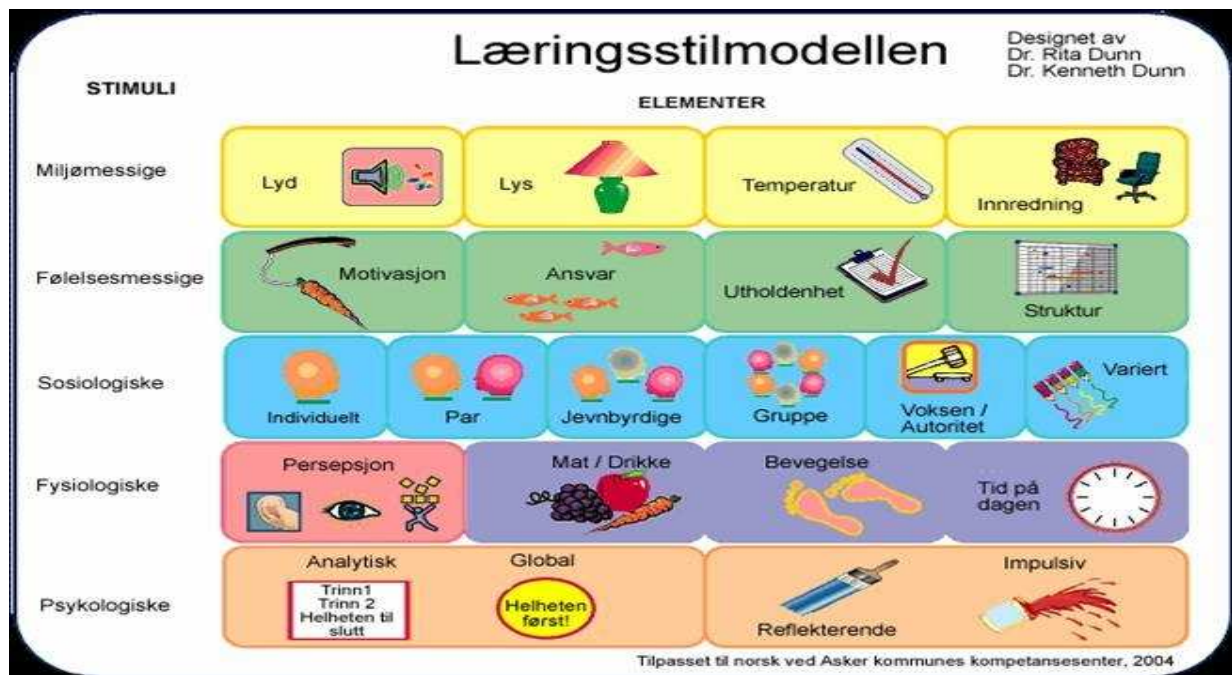 Læringsstilmodellen
Designet av
Dr. Rita Dunn
Dr. Kenneth Dunn
STIMULI
ELEMENTER
Miljømessige
Lyd
Lys
Temperatur
Innredning
Følelsesmessige
Motivasjon
Ansvar
Utholdenhet
Struktur
Sosiologiske
Individuelt
Par
Jevnbyrdige
Gruppe
Voksen /
Autoritet
Variert
Fysiologiske
Persepsjon
Mat / Drikke
Bevegelse
Tid på
dagen
Psykologiske
Analytisk
Trinn1
Trinn 2
Helheten til
slutt
Global
Helheten
først!
Reflekterende
Impulsiv
Tilpasset til norsk ved Asker kommunes kompetansesenter, 2004